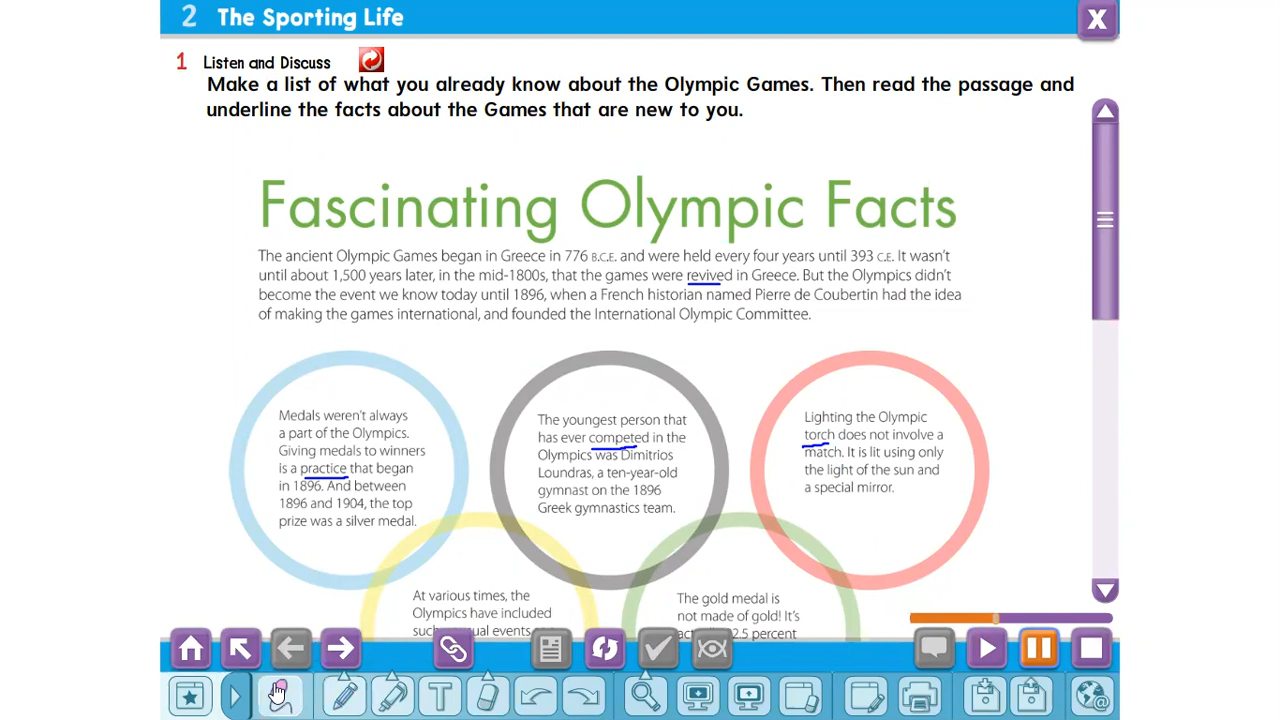 2 The Sporting Life
X
1 Listen and Discuss
Make a list of what you already know about the Olympic Games. Then read the passage and
underline the facts about the Games that are new to you.
Fascinating Olympic Facts
The ancient Olympic Games began in Greece in 776 B.C.E. and were held every four years until 393 C.E. It wasn't
until about 1,500 years later, in the mid-1800s, that the games were revived in Greece. But the Olympics didn't
become the event we know today until 1896, when a French historian named Pierre de Coubertin had the idea
of making the games international, and founded the International Olympic Committee.
Medals weren't always
a part of the Olympics.
Giving medals to winners
is a practice that began
in 1896. And between
1896 and 1904, the top
prize was a silver medal.
The youngest person that
has ever competed in the
Olympics was Dimitrios
Loundras, a ten-year-old
gymnast on the 1896
Greek gymnastics team.
Lighting the Olympic
torch does not involve a
match. It is lit using only
the light of the sun and
a special mirror.
At various times, the
Olympics have included
events
The gold medal is
not made of gold! It's
2.5 percent
T